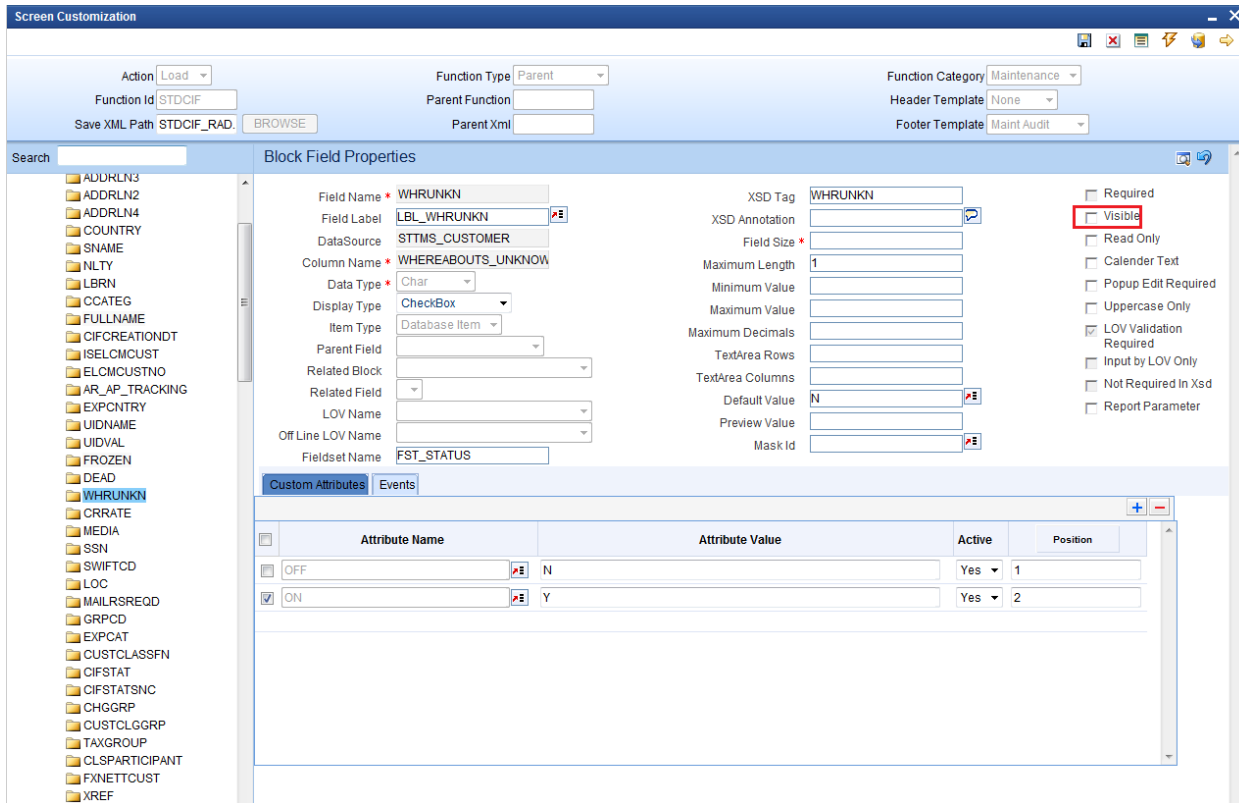 Screen Customization
Action Load
Function Type Parent
Function Category Maintenance
Function Id STDCIF
Parent Function
Header Template None
Save XML Path STDCIF_RAD. BROWSE
Parent Xml
Footer Template Maint Audit
Search
ADDRLN3
ADDRLN2
ADDRLN4
COUNTRY
SNAME
NLTY
LBRN
CCATEG
FULLNAME
CIFCREATIONDT
ISELCMCUST
ELCMCUSTNO
AR_AP_TRACKING
EXPCNTRY
UIDNAME
UIDVAL
FROZEN
DEAD
WHRUNKN
CRRATE
MEDIA
SSN
SWIFTCD
LOC
MAILRSREQD
GRPCD
EXPCAT
CUSTCLASSFN
CIFSTAT
CIFSTATSNC
CHGGRP
CUSTCLGGRP
TAXGROUP
CLSPARTICIPANT
FXNETTCUST
XREF
Block Field Properties
Field Name * WHRUNKN
Field Label LBL_WHRUNKN
DataSource STTMS_CUSTOMER
Column Name * WHEREABOUTS_UNKNOW
Data Type * Char
Display Type CheckBox
Item Type Database Item
Parent Field
Related Block
Related Field
LOV Name
Off Line LOV Name
Fieldset Name FST_STATUS
XSD Tag WHRUNKN
XSD Annotation
Field Size *
Maximum Length 1
Minimum Value
Maximum Value
Maximum Decimals
TextArea Rows
TextArea Columns
Default Value N
Preview Value
Mask Id
Required
Visible
Read Only
Calender Text
Popup Edit Required
Uppercase Only
LOV Validation
Required
Input by LOV Only
Not Required In Xsd
Report Parameter
Custom Attributes Events
Attribute Name Attribute Value Active Position
OFF N Yes 1
ON Y Yes 2